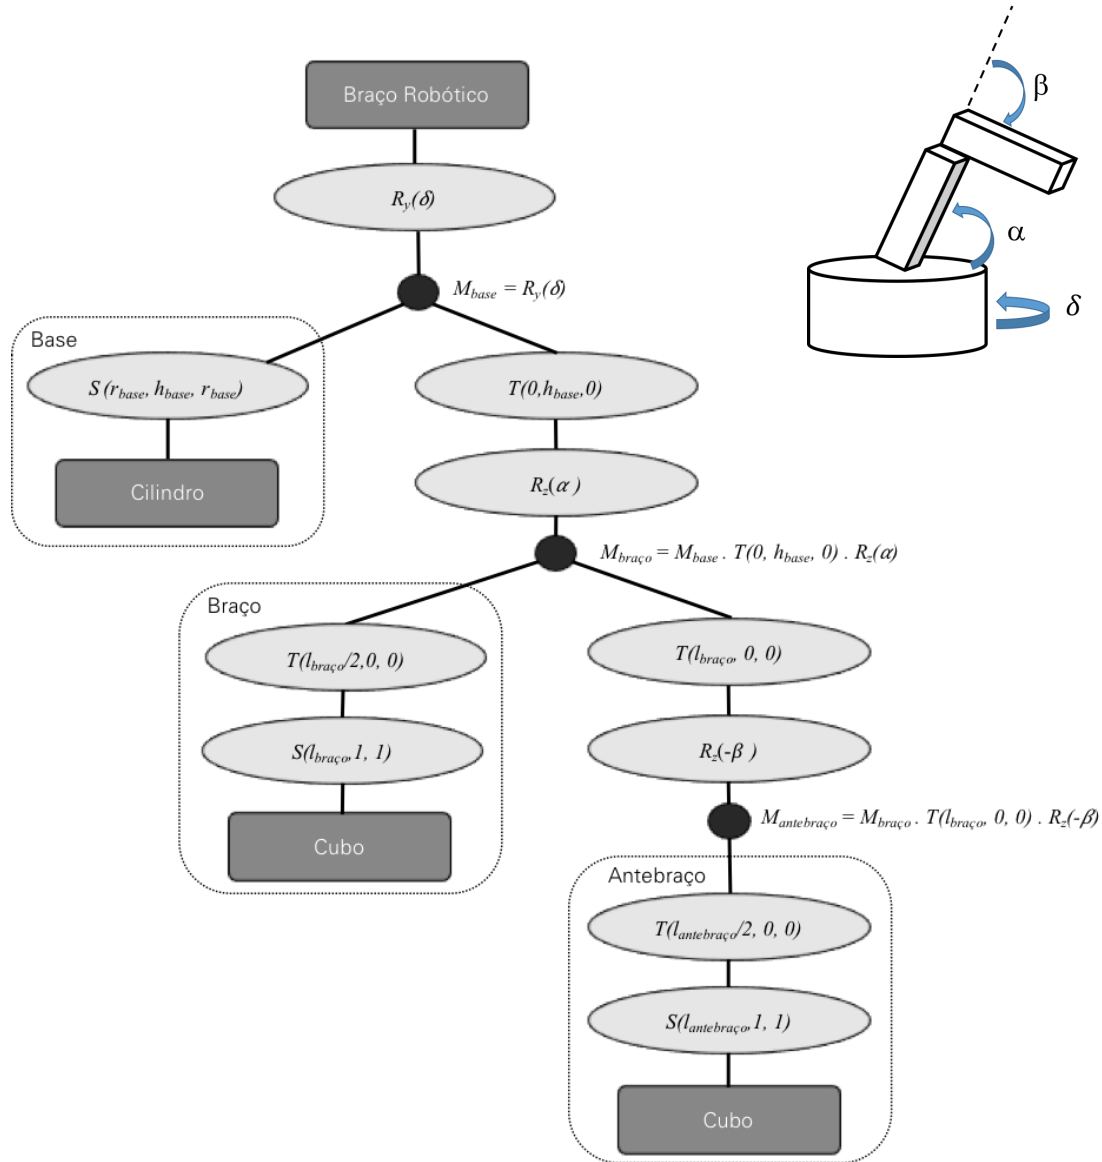 Braço Robótico
R_y(δ)
M_base = R_y(δ)
β
α
δ
Base
S (r_base, h_base, r_base)
Cilindro
T(0,h_base,0)
R_z(α )
M_braço = M_base . T(0, h_base, 0) . R_z(α)
Braço
T(l_braço/2,0, 0)
S(l_braço,1, 1)
Cubo
T(l_braço, 0, 0)
R_z(-β )
M_antebraço = M_braço . T(l_braço, 0, 0) . R_z(-β)
Antebraço
T(l_antebraço/2, 0, 0)
S(l_antebraço,1, 1)
Cubo